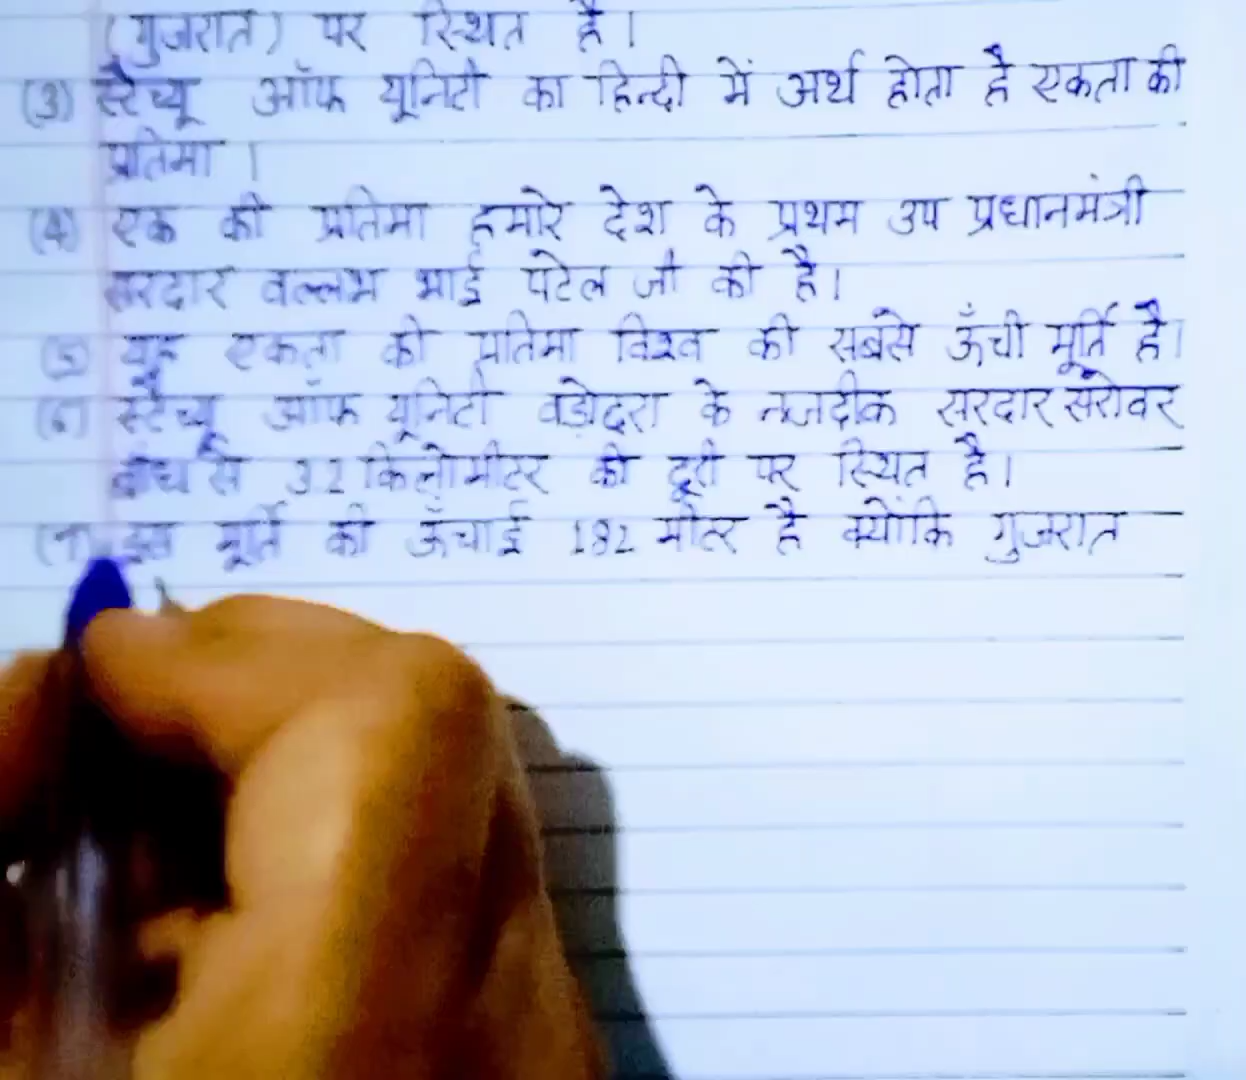 (गुजरात) पर स्थित है।
(3) स्टैच्यू ऑफ यूनिटी का हिन्दी में अर्थ होता है एकता की
प्रतिमा ।
(4) एक की प्रतिमा हमारे देश के प्रथम उप प्रधानमंत्री
सरदार वल्लभ भाई पटेल जी की है।
(5) यह एकता की प्रतिमा विश्व की सबसे ऊँची मूर्ति है।
(6) स्टैच्यू ऑफ यूनिटी वडोदरा के नजदीक सरदार सरोवर
बांध से 3.2 किलोमीटर की दूरी पर स्थित है।
(7) इस मूर्ति की ऊँचाई 182 मीटर है क्योंकि गुजरात